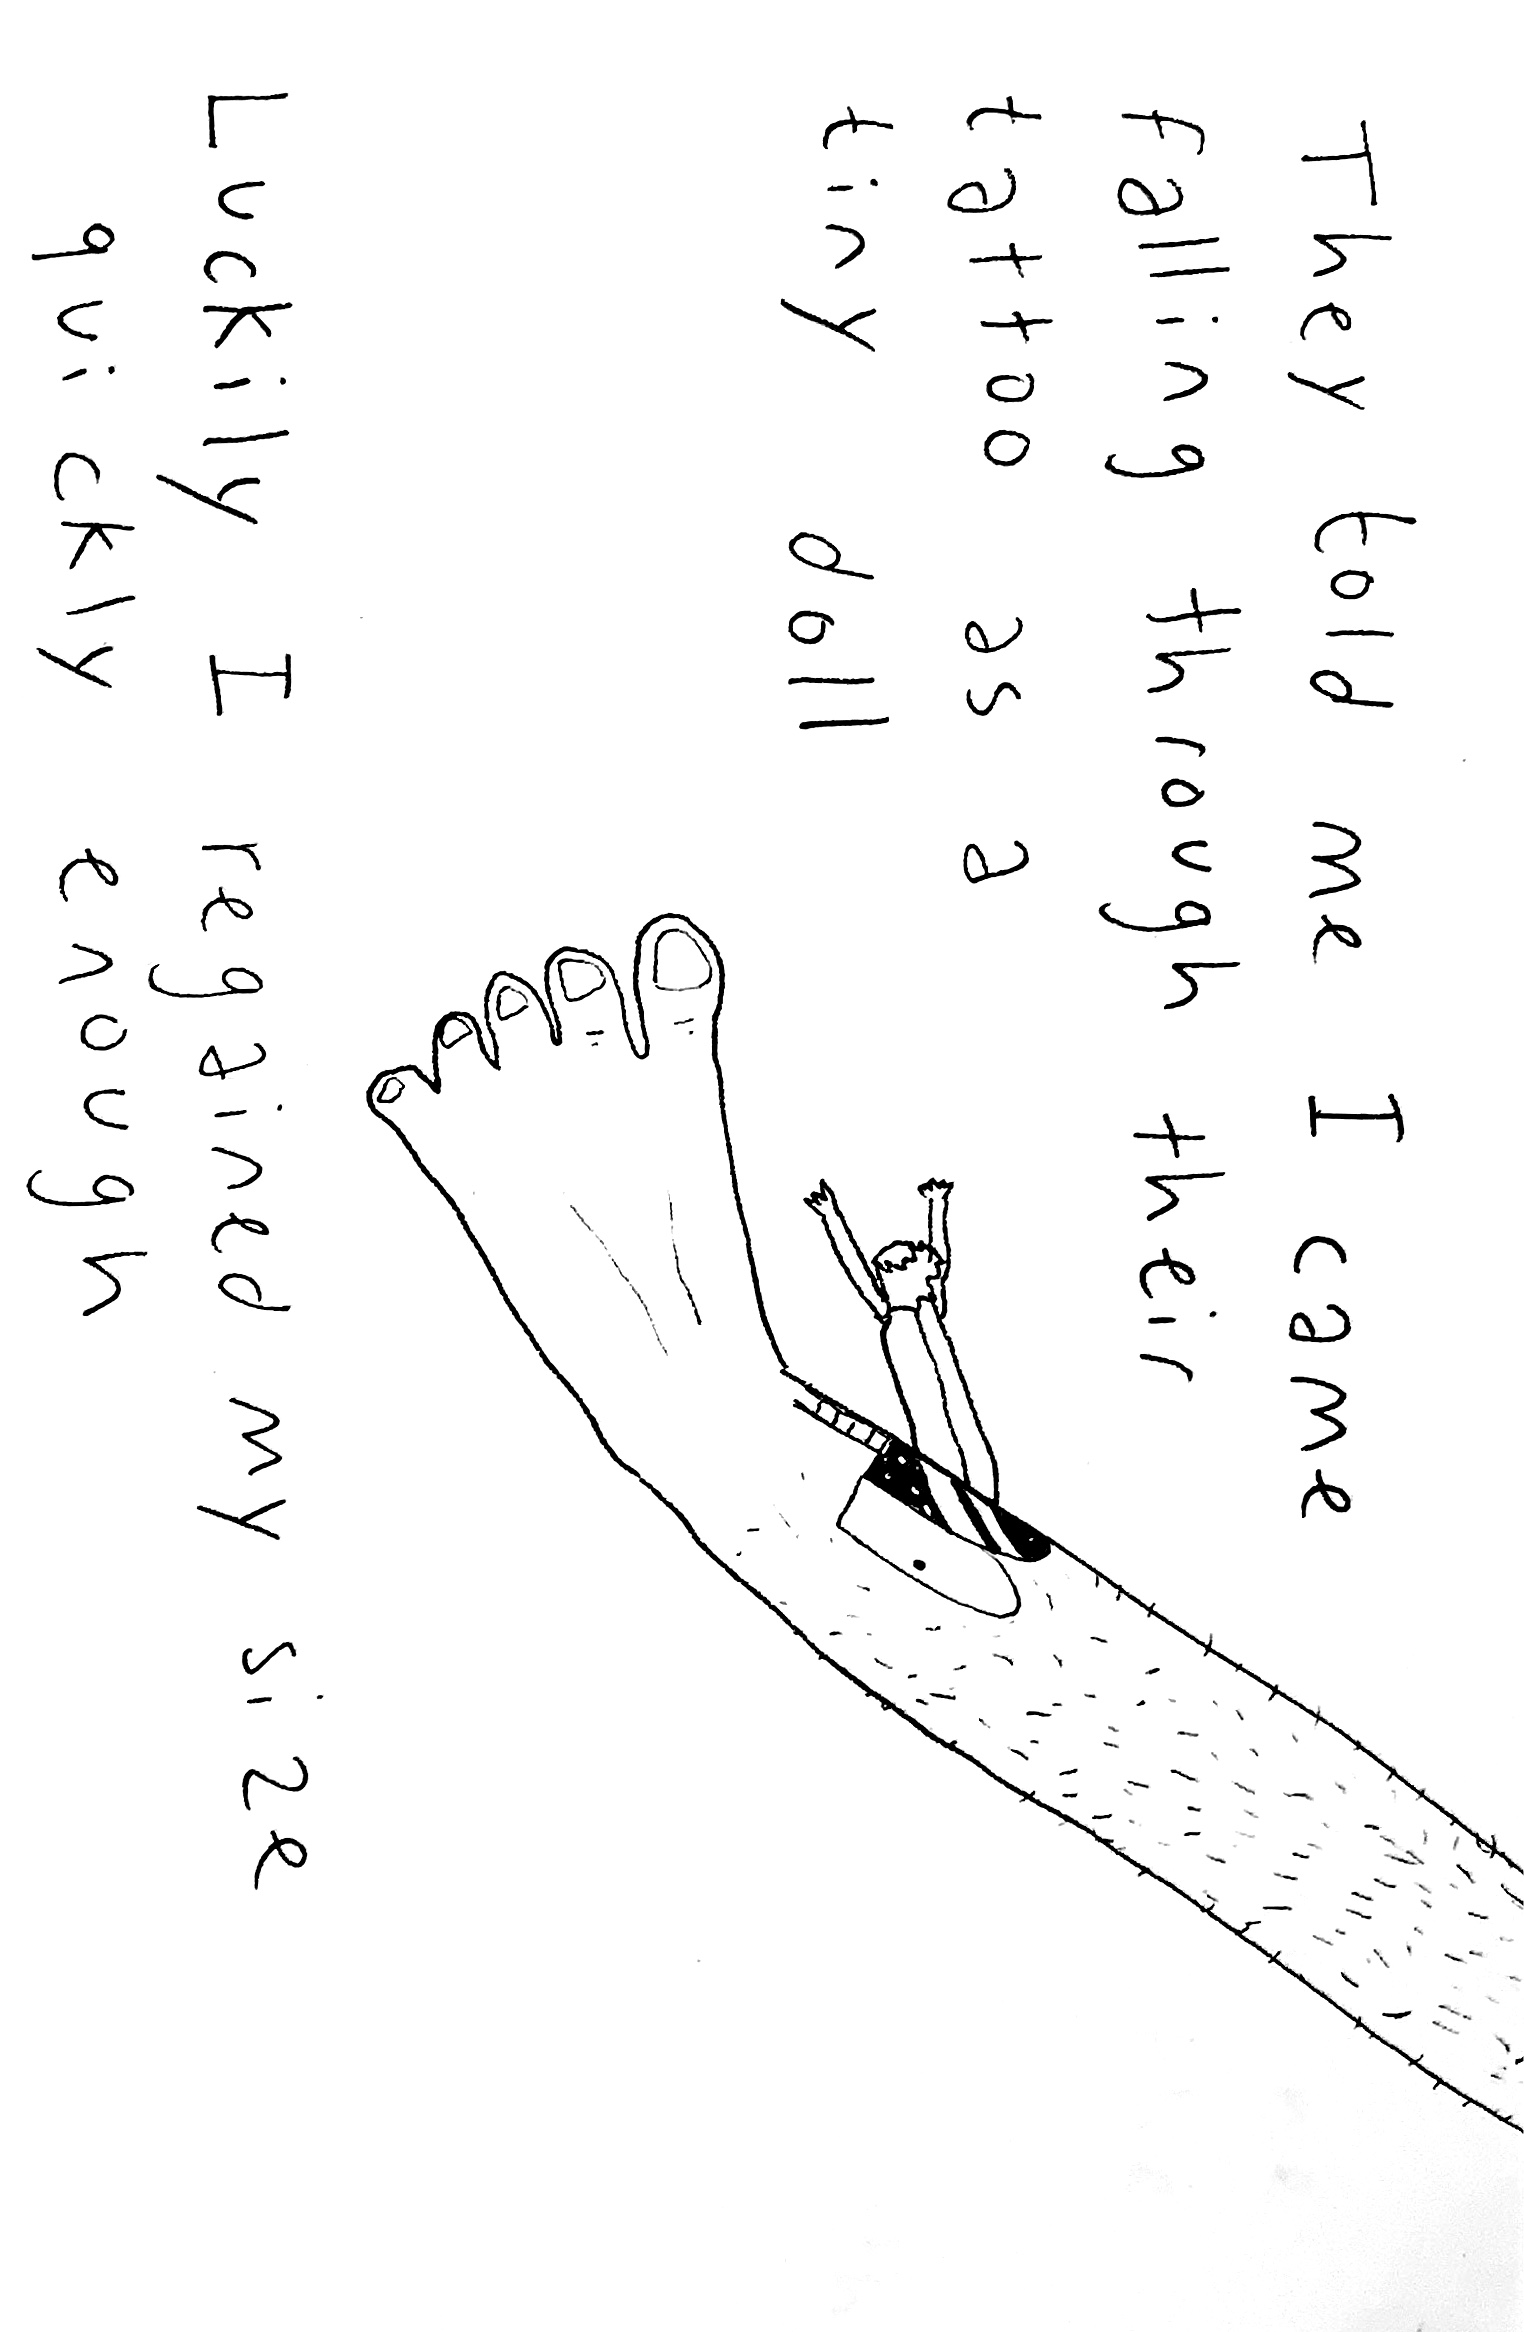 They told me I came
falling through their
tattoo as a
tiny doll
Luckily I regained my size
quickly enough